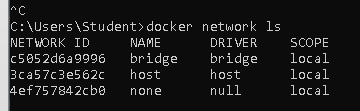 ^C
C:\Users\Student>docker network ls
NETWORK ID NAME DRIVER SCOPE
c5052d6a9996 bridge bridge local
3ca57c3e562c host host local
4ef757842cb0 none null local